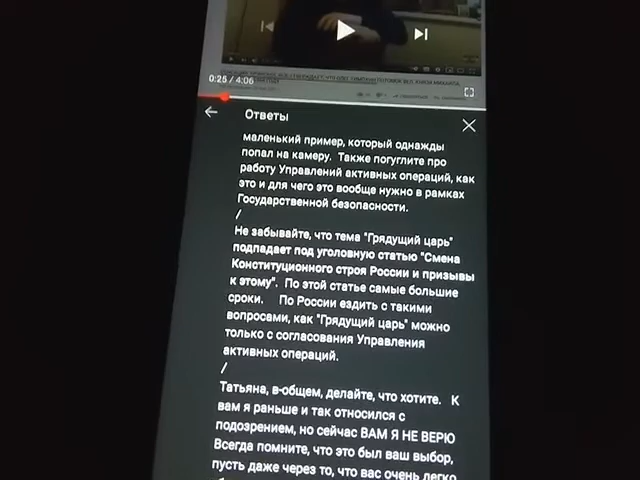 0:25 / 4:06
Ответы
маленький пример, который однажды
попал на камеру. Также погуглите про
работу Управлений активных операций, как
это и для чего это вообще нужно в рамках
Государственной безопасности.
/
Не забывайте, что тема "Грядущий царь"
подпадает под уголовную статью "Смена
Конституционного строя России и призывы
к этому". По этой статье самые большие
сроки. По России ездить с такими
вопросами, как "Грядущий царь" можно
только с согласования Управления
активных операций.
/
Татьяна, в-общем, делайте, что хотите. К
вам я раньше и так относился с
подозрением, но сейчас ВАМ Я НЕ ВЕРЮ
Всегда помните, что это был ваш выбор,
пусть даже через то, что вас очень легко